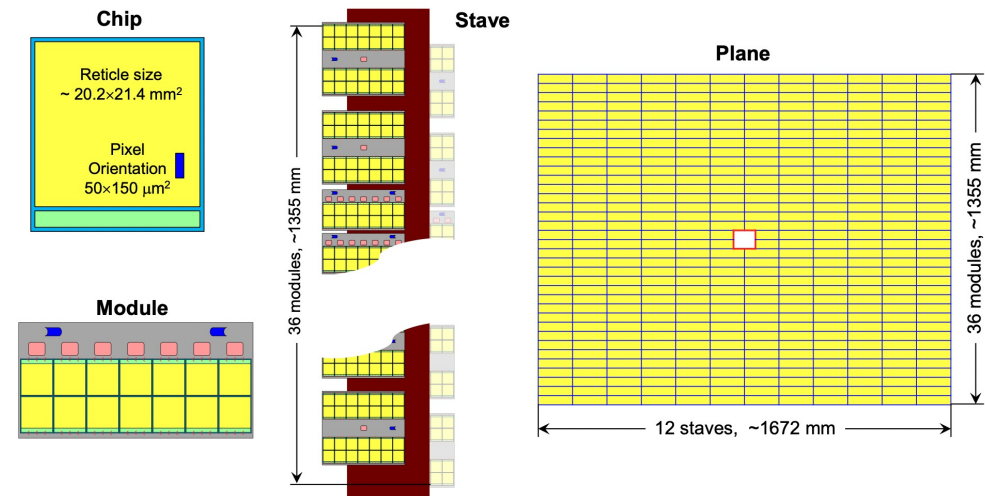 Chip
Reticle size
~ 20.2×21.4 mm²
Pixel
Orientation
50×150 μm²
Module
Stave
36 modules, ~1355 mm
Plane
36 modules, ~1355 mm
12 staves, ~1672 mm